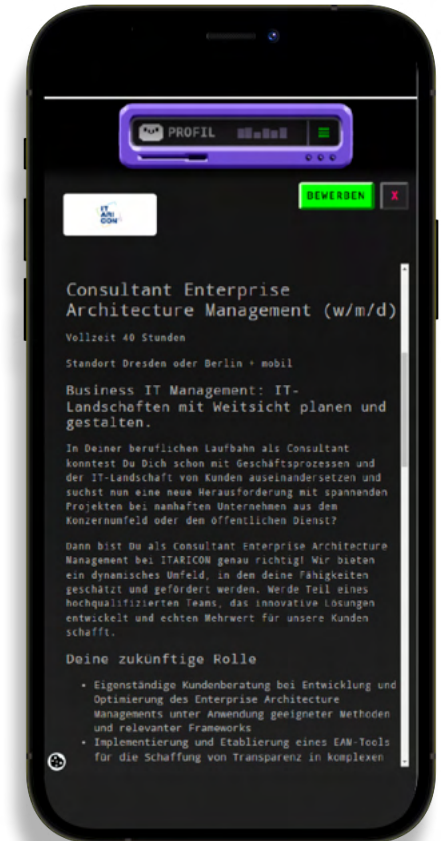 PROFIL
BEWERBEN X
IT
ARI
CON
Consultant Enterprise
Architecture Management (w/m/d)
Vollzeit 40 Stunden
Standort Dresden oder Berlin + mobil
Business IT Management: IT-
Landschaften mit Weitsicht planen und
gestalten.
In Deiner beruflichen Laufbahn als Consultant
konntest Du Dich schon mit Geschäftsprozessen und
der IT-Landschaft von Kunden auseinandersetzen und
suchst nun eine neue Herausforderung mit spannenden
Projekten bei namhaften Unternehmen aus dem
Konzernumfeld oder dem öffentlichen Dienst?
Dann bist Du als Consultant Enterprise Architecture
Management bei ITARICON genau richtig! Wir bieten
ein dynamisches Umfeld, in dem deine Fähigkeiten
geschätzt und gefördert werden. Werde Teil eines
hochqualifizierten Teams, das innovative Lösungen
entwickelt und echten Mehrwert für unsere Kunden
schafft.
Deine zukünftige Rolle
• Eigenständige Kundenberatung bei Entwicklung und
Optimierung des Enterprise Architecture
Managements unter Anwendung geeigneter Methoden
und relevanter Frameworks
• Implementierung und Etablierung eines EAM-Tools
für die Schaffung von Transparenz in komplexen